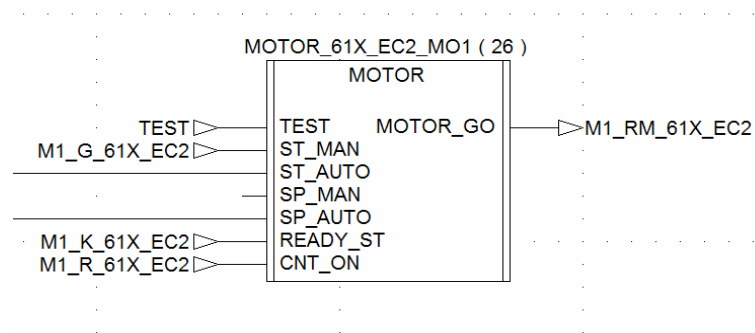 MOTOR_61X_EC2_MO1 ( 26 )
MOTOR
TEST TEST MOTOR_GO M1_RM_61X_EC2
M1_G_61X_EC2 ST_MAN
ST_AUTO
SP_MAN
SP_AUTO
M1_K_61X_EC2 READY_ST
M1_R_61X_EC2 CNT_ON